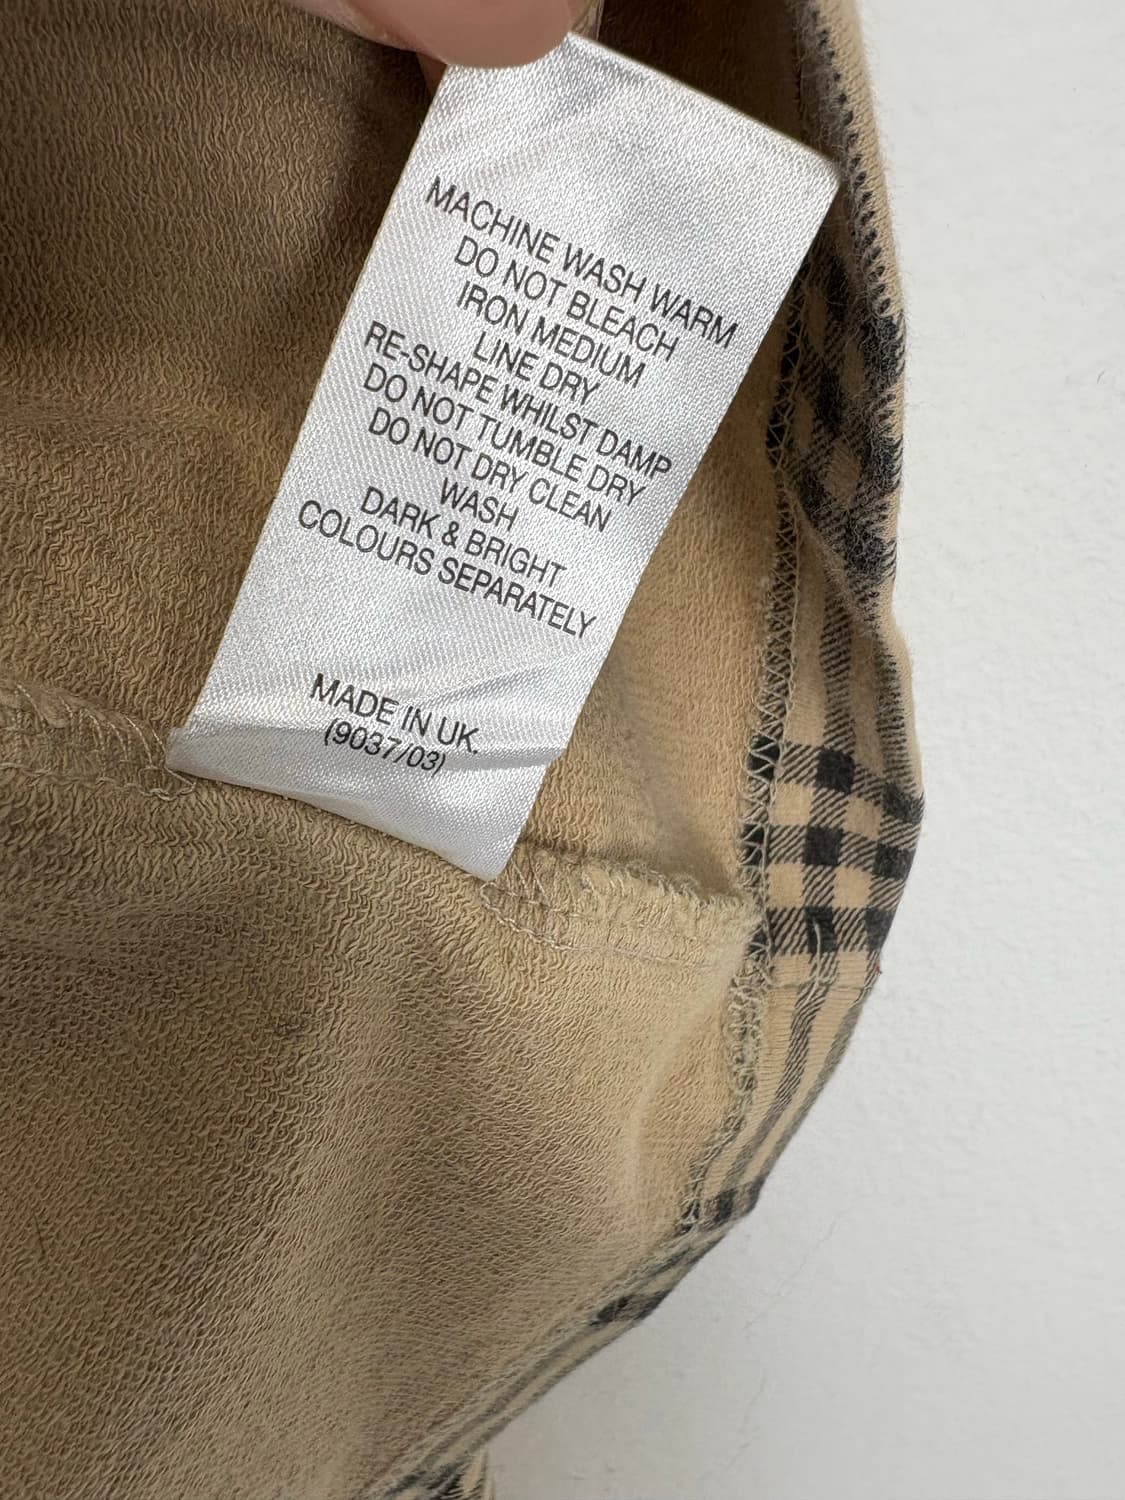 MACHINE WASH WARM
DO NOT BLEACH
IRON MEDIUM
LINE DRY
RE-SHAPE WHILST DAMP
DO NOT TUMBLE DRY
DO NOT DRY CLEAN
WASH
DARK & BRIGHT
COLOURS SEPARATELY
MADE IN UK.
(9037/03)